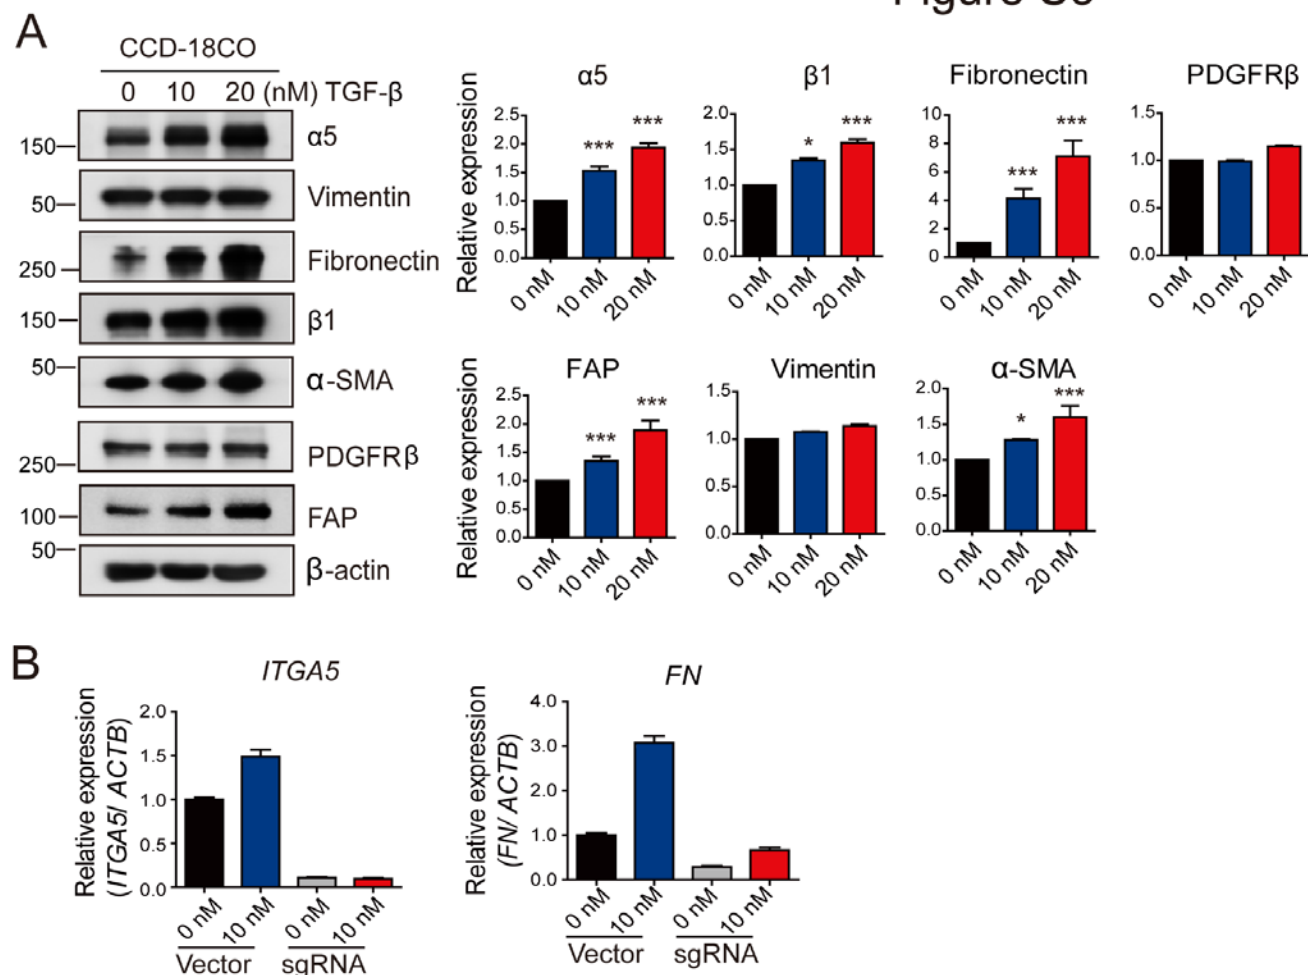 A
CCD-18CO
0 10 20 (nM) TGF-β
150 α5
50 Vimentin
250 Fibronectin
150 β1
50 α-SMA
250 PDGFRβ
100 FAP
50 β-actin
α5
Relative expression
2.5
2.0
1.5
1.0
0.5
0.0
*** ***
0 nM 10 nM 20 nM
β1
2.0
1.5
1.0
0.5
0.0
* ***
0 nM 10 nM 20 nM
Fibronectin
10
8
6
4
2
0
*** ***
0 nM 10 nM 20 nM
PDGFRβ
1.5
1.0
0.5
0.0
0 nM 10 nM 20 nM
FAP
Relative expression
2.5
2.0
1.5
1.0
0.5
0.0
*** ***
0 nM 10 nM 20 nM
Vimentin
1.5
1.0
0.5
0.0
0 nM 10 nM 20 nM
α-SMA
2.0
1.5
1.0
0.5
0.0
* ***
0 nM 10 nM 20 nM
B
ITGA5
Relative expression
(ITGA5/ ACTB)
2.0
1.5
1.0
0.5
0.0
0 nM 10 nM 0 nM 10 nM
Vector sgRNA
FN
Relative expression
(FN/ ACTB)
4.0
3.0
2.0
1.0
0.0
0 nM 10 nM 0 nM 10 nM
Vector sgRNA